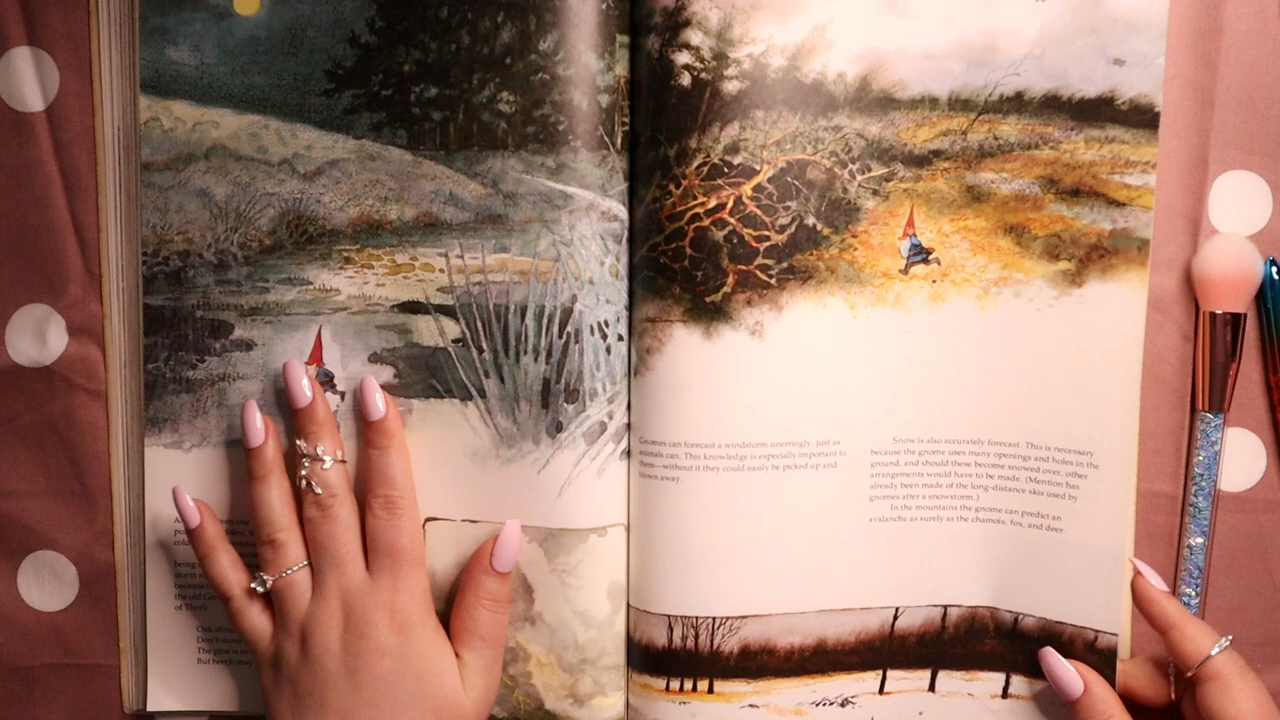 being
storm
because
the old
of Thor).
Oak
Don't stand
The pine is
But beech may
Gnomes can forecast a windstorm unerringly, just as
animals can. This knowledge is especially important to
them—without it they could easily be picked up and
blown away.
Snow is also accurately forecast. This is necessary
because the gnome uses many openings and holes in the
ground, and should these become snowed over, other
arrangements would have to be made. (Mention has
already been made of the long-distance skis used by
gnomes after a snowstorm.)
In the mountains the gnome can predict an
avalanche as surely as the chamois, fox, and deer.